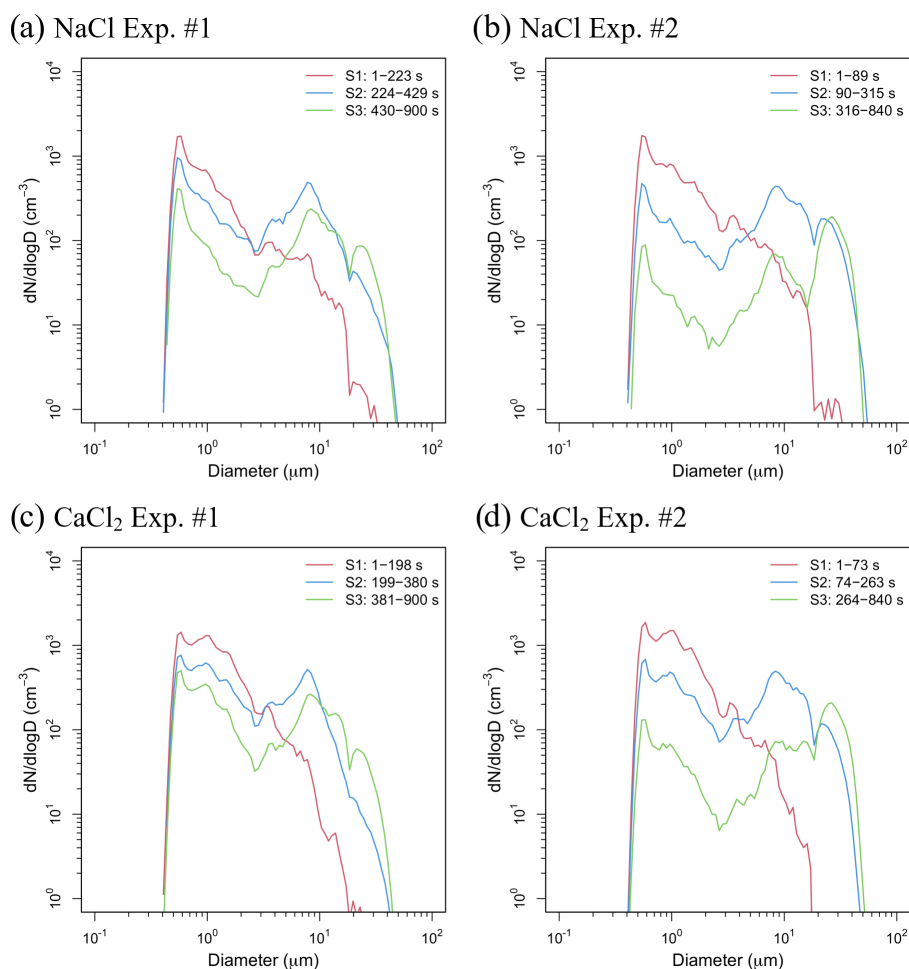 (a) NaCl Exp. #1
S1: 1−223 s
S2: 224−429 s
S3: 430−900 s
dN/dlogD (cm⁻³)
10⁴
10³
10²
10¹
10⁰
10⁻¹ 10⁰ 10¹ 10²
Diameter (μm)
(b) NaCl Exp. #2
S1: 1−89 s
S2: 90−315 s
S3: 316−840 s
dN/dlogD (cm⁻³)
10⁴
10³
10²
10¹
10⁰
10⁻¹ 10⁰ 10¹ 10²
Diameter (μm)
(c) CaCl₂ Exp. #1
S1: 1−198 s
S2: 199−380 s
S3: 381−900 s
dN/dlogD (cm⁻³)
10⁴
10³
10²
10¹
10⁰
10⁻¹ 10⁰ 10¹ 10²
Diameter (μm)
(d) CaCl₂ Exp. #2
S1: 1−73 s
S2: 74−263 s
S3: 264−840 s
dN/dlogD (cm⁻³)
10⁴
10³
10²
10¹
10⁰
10⁻¹ 10⁰ 10¹ 10²
Diameter (μm)